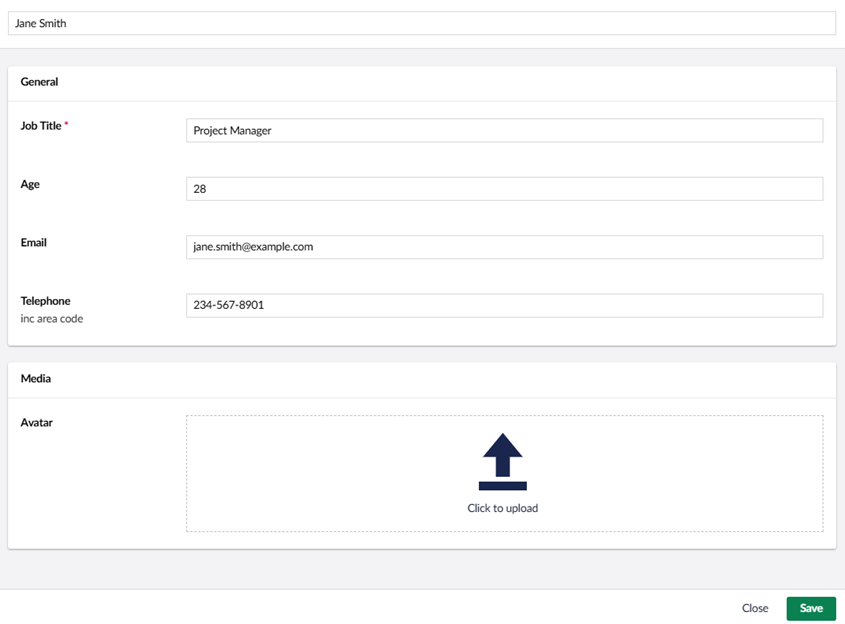 Jane Smith
General
Job Title *
Project Manager
Age
28
Email
jane.smith@example.com
Telephone
inc area code
234-567-8901
Media
Avatar
Click to upload
Close
Save